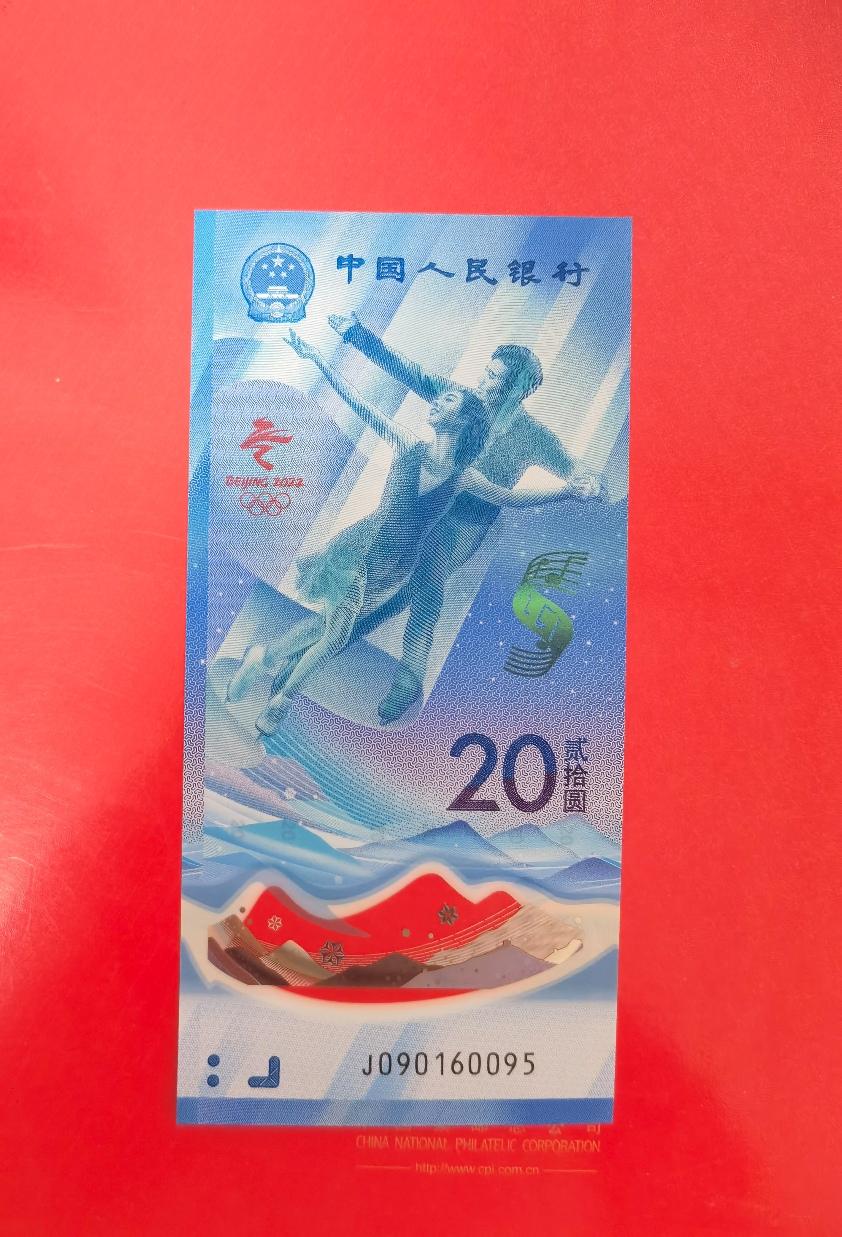 中国人民银行
BEIJING 2022
20
贰拾圆
J090160095
CHINA NATIONAL PHILATELIC CORPORATION
http://www.cpi.com.cn